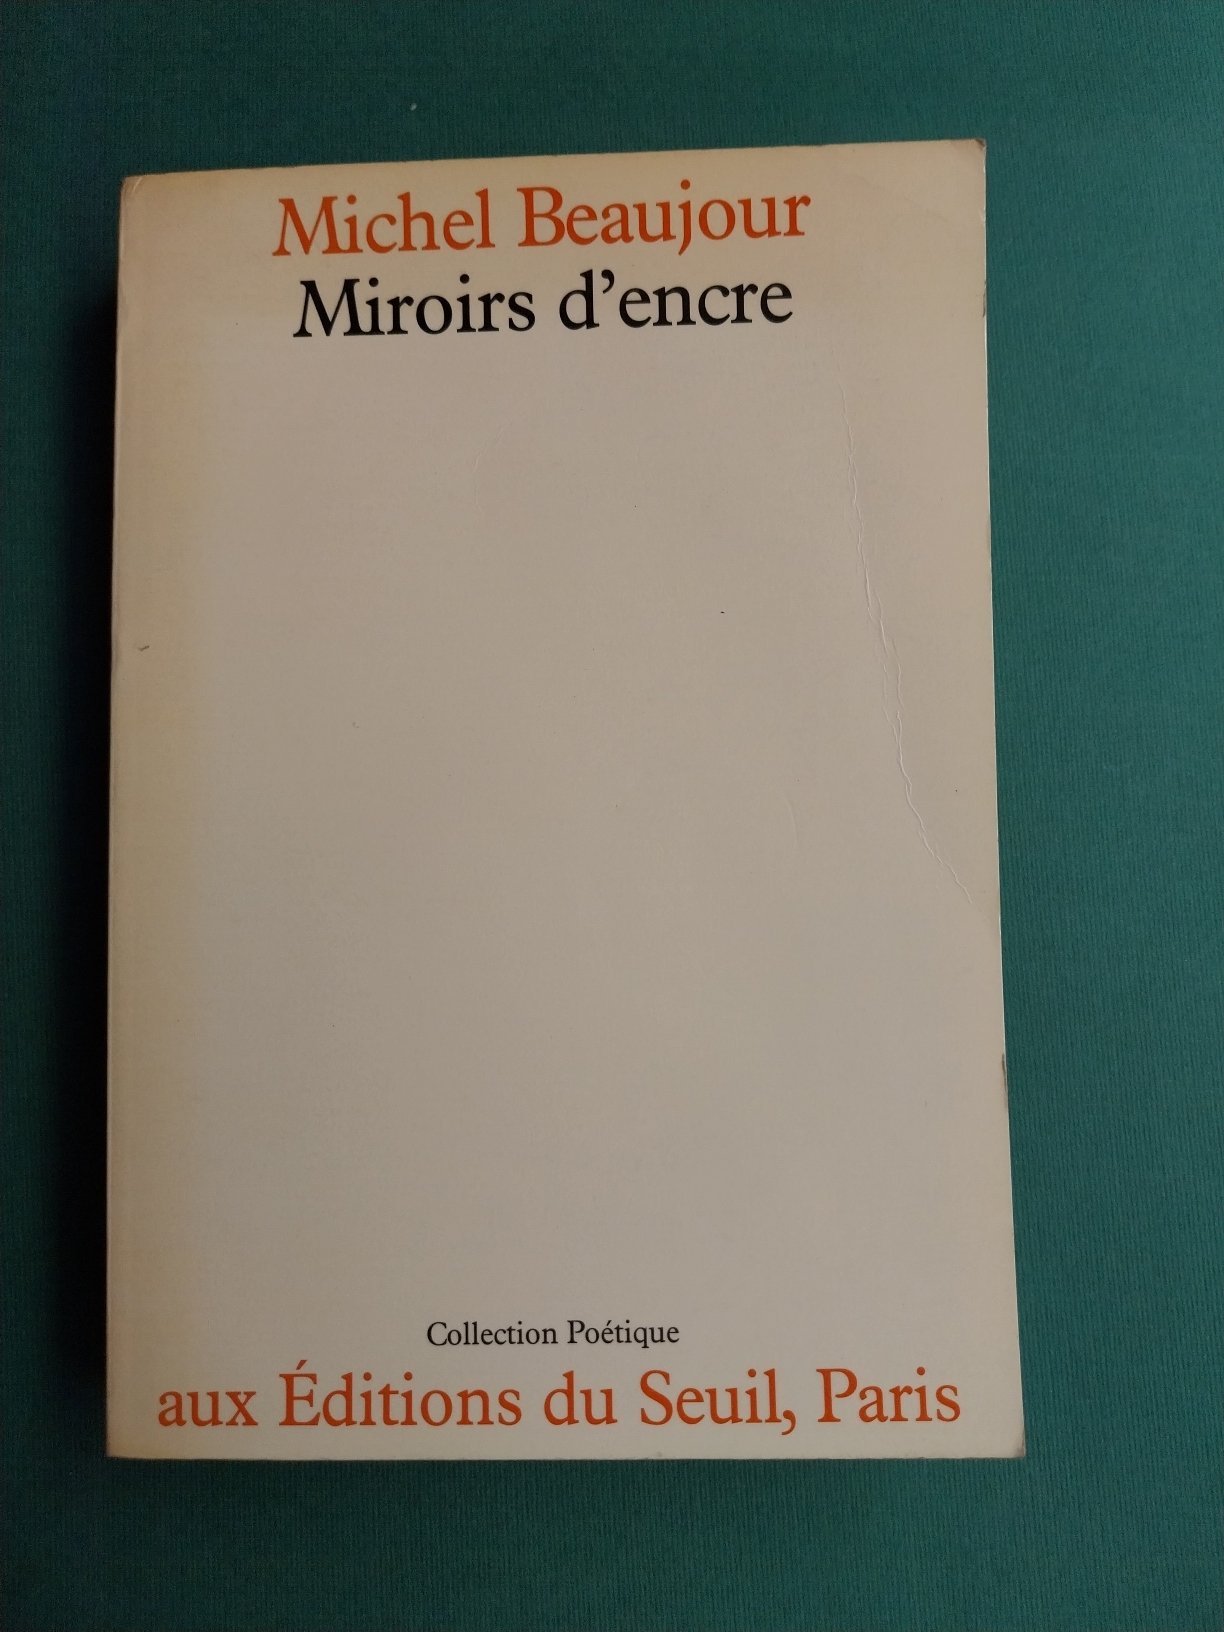 Michel Beaujour
Miroirs d'encre
Collection Poétique
aux Éditions du Seuil, Paris